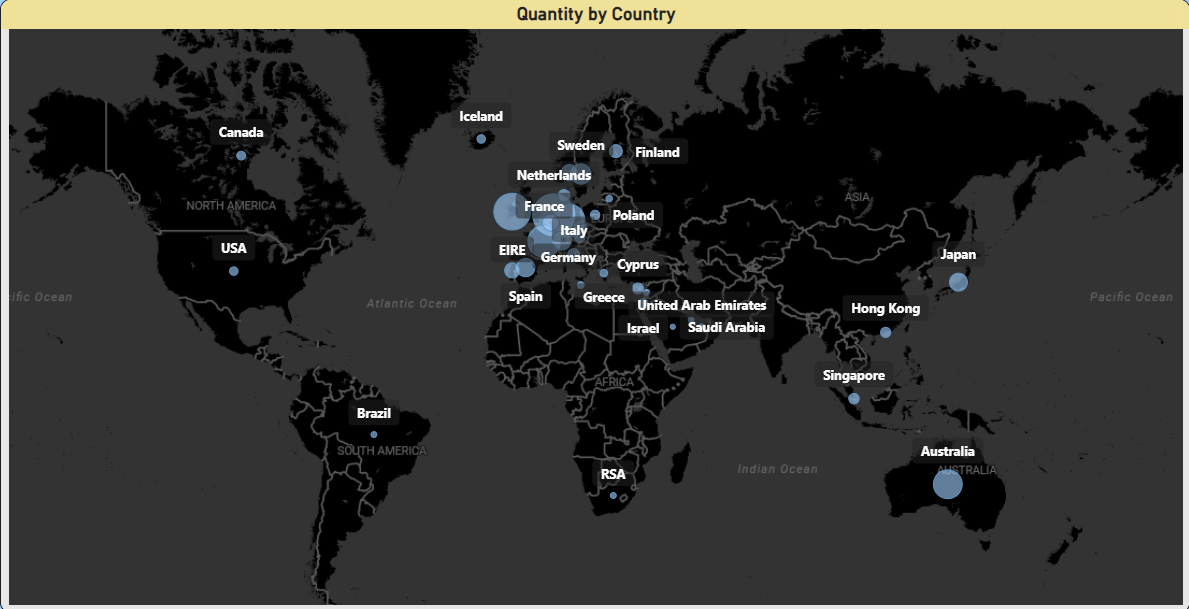 Quantity by Country
Iceland
Canada
Sweden
Finland
Netherlands
NORTH AMERICA
ASIA
France
Poland
Italy
USA
EIRE
Germany
Cyprus
Japan
Atlantic Ocean
Spain
Greece
United Arab Emirates
Pacific Ocean
Hong Kong
Israel
Saudi Arabia
Singapore
AFRICA
Brazil
SOUTH AMERICA
Australia
AUSTRALIA
Indian Ocean
RSA